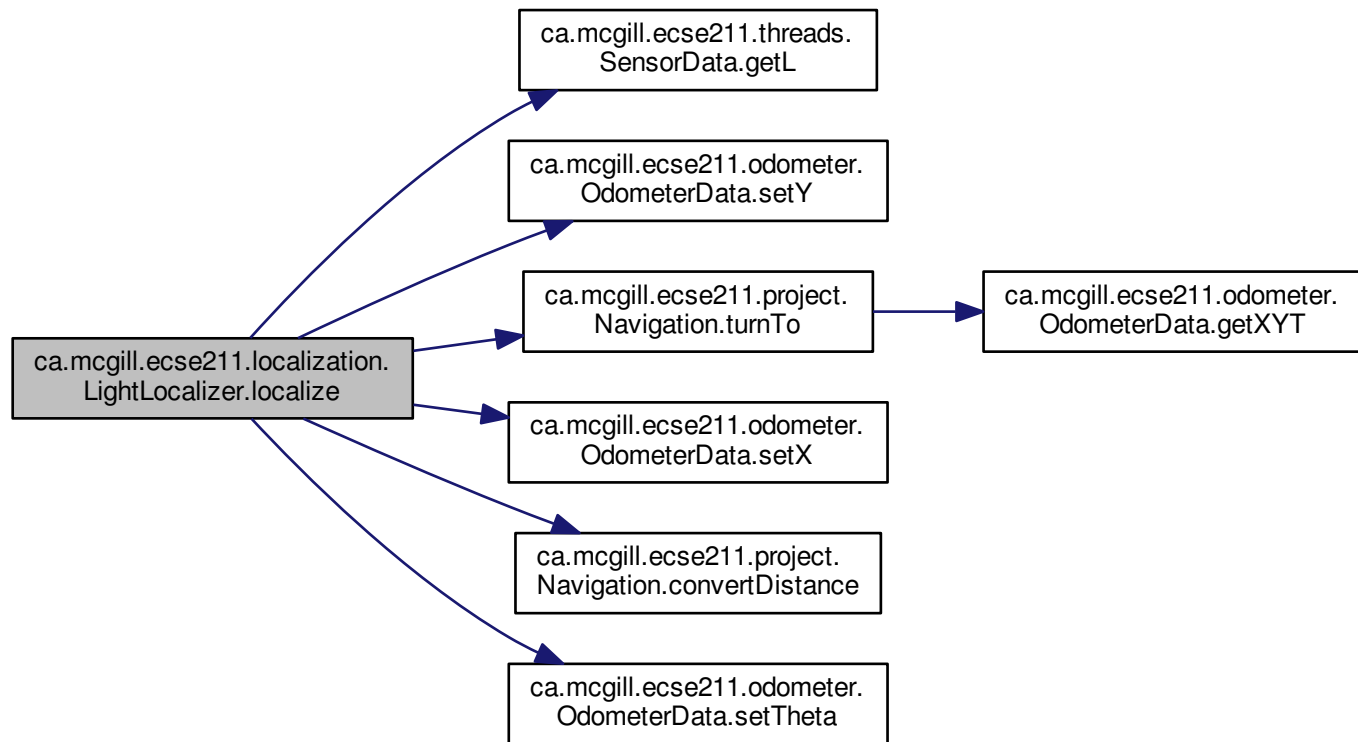 ca.mcgill.ecse211.localization.
LightLocalizer.localize
ca.mcgill.ecse211.threads.
SensorData.getL
ca.mcgill.ecse211.odometer.
OdometerData.setY
ca.mcgill.ecse211.project.
Navigation.turnTo
ca.mcgill.ecse211.odometer.
OdometerData.getXYT
ca.mcgill.ecse211.odometer.
OdometerData.setX
ca.mcgill.ecse211.project.
Navigation.convertDistance
ca.mcgill.ecse211.odometer.
OdometerData.setTheta